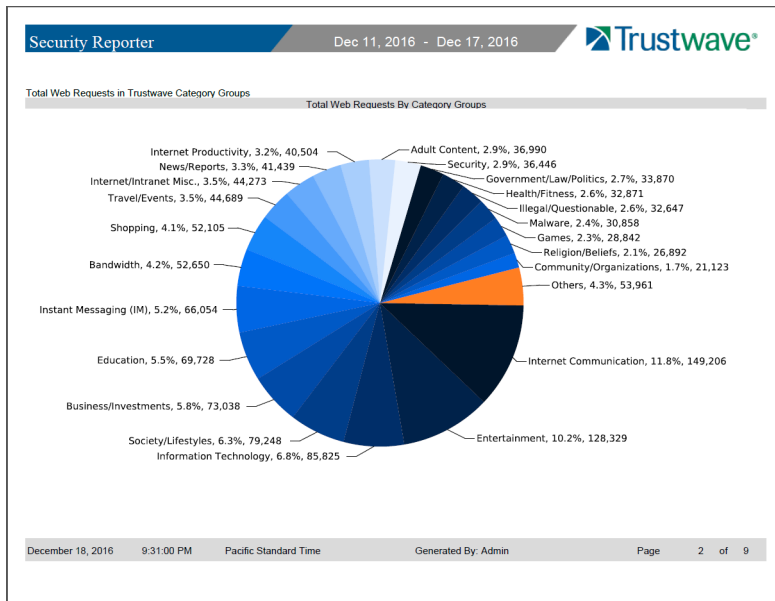 Security Reporter
Dec 11, 2016 - Dec 17, 2016
Trustwave®
Total Web Requests in Trustwave Category Groups
Total Web Requests By Category Groups
Internet Productivity, 3.2%, 40,504
News/Reports, 3.3%, 41,439
Internet/Intranet Misc., 3.5%, 44,273
Travel/Events, 3.5%, 44,689
Shopping, 4.1%, 52,105
Bandwidth, 4.2%, 52,650
Instant Messaging (IM), 5.2%, 66,054
Education, 5.5%, 69,728
Business/Investments, 5.8%, 73,038
Society/Lifestyles, 6.3%, 79,248
Information Technology, 6.8%, 85,825
Adult Content, 2.9%, 36,990
Security, 2.9%, 36,446
Government/Law/Politics, 2.7%, 33,870
Health/Fitness, 2.6%, 32,871
Illegal/Questionable, 2.6%, 32,647
Malware, 2.4%, 30,858
Games, 2.3%, 28,842
Religion/Beliefs, 2.1%, 26,892
Community/Organizations, 1.7%, 21,123
Others, 4.3%, 53,961
Internet Communication, 11.8%, 149,206
Entertainment, 10.2%, 128,329
December 18, 2016 9:31:00 PM Pacific Standard Time Generated By: Admin Page 2 of 9